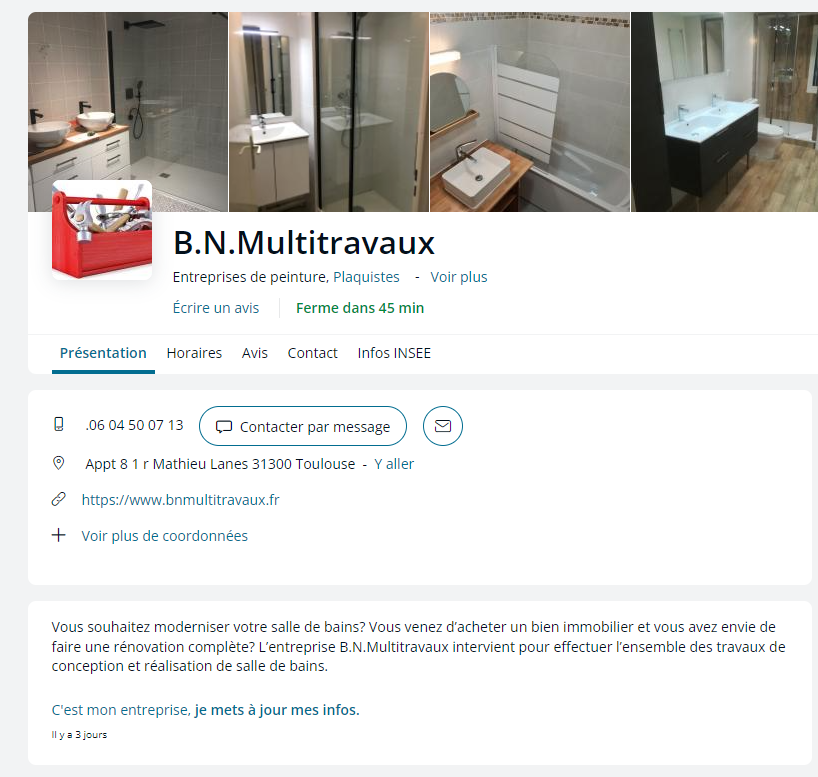 B.N.Multitravaux
Entreprises de peinture, Plaquistes - Voir plus
Écrire un avis Ferme dans 45 min
Présentation Horaires Avis Contact Infos INSEE
.06 04 50 07 13 Contacter par message
Appt 8 1 r Mathieu Lanes 31300 Toulouse - Y aller
https://www.bnmultitravaux.fr
Voir plus de coordonnées
Vous souhaitez moderniser votre salle de bains? Vous venez d’acheter un bien immobilier et vous avez envie de
faire une rénovation complète? L’entreprise B.N.Multitravaux intervient pour effectuer l’ensemble des travaux de
conception et réalisation de salle de bains.
C'est mon entreprise, je mets à jour mes infos.
Il y a 3 jours